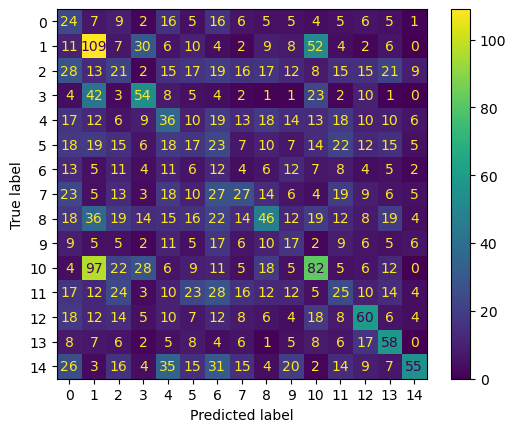 0 24 7 9 2 16 5 16 6 5 5 4 5 6 5 1
1 11 109 7 30 6 10 4 2 9 8 52 4 2 6 0
100
2 28 13 21 2 15 17 19 16 17 12 8 15 15 21 9
3 4 42 3 54 8 5 4 2 1 1 23 2 10 1 0
80
4 17 12 6 9 36 10 19 13 18 14 13 18 10 10 6
5 18 19 15 6 18 17 23 7 10 7 14 22 12 15 5
6 13 5 11 4 11 6 12 4 6 12 7 8 4 5 2
60
7 23 5 13 3 18 10 27 27 14 6 4 19 9 6 5
8 18 36 19 14 15 16 22 14 46 12 19 12 8 19 4
9 9 5 5 2 11 5 17 6 10 17 2 9 6 5 6
40
10 4 97 22 28 6 9 11 5 18 5 82 5 6 12 0
11 17 12 24 3 10 23 28 16 12 12 5 25 10 14 4
12 18 12 14 5 10 7 12 8 6 4 18 8 60 6 4
20
13 8 7 6 2 5 8 4 6 1 5 8 6 17 58 0
14 26 3 16 4 35 15 31 15 4 20 2 14 9 7 55
0
0 1 2 3 4 5 6 7 8 9 10 11 12 13 14
True label
Predicted label